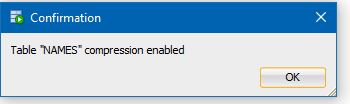 Confirmation
Table "NAMES" compression enabled
OK